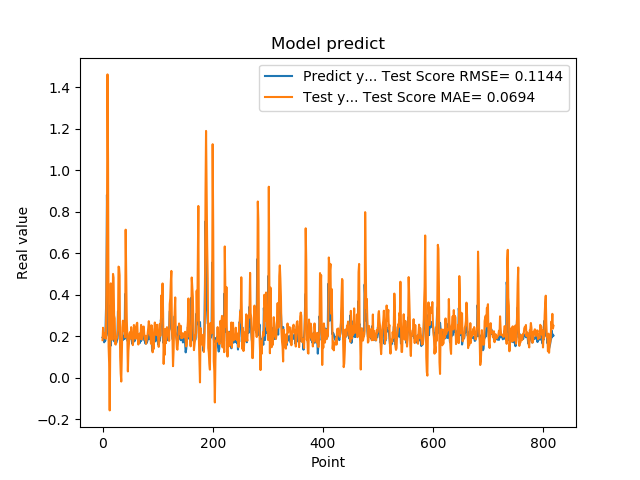 Model predict
Predict y... Test Score RMSE= 0.1144
Test y... Test Score MAE= 0.0694
Real value
1.4
1.2
1.0
0.8
0.6
0.4
0.2
0.0
−0.2
0
200
400
600
800
Point